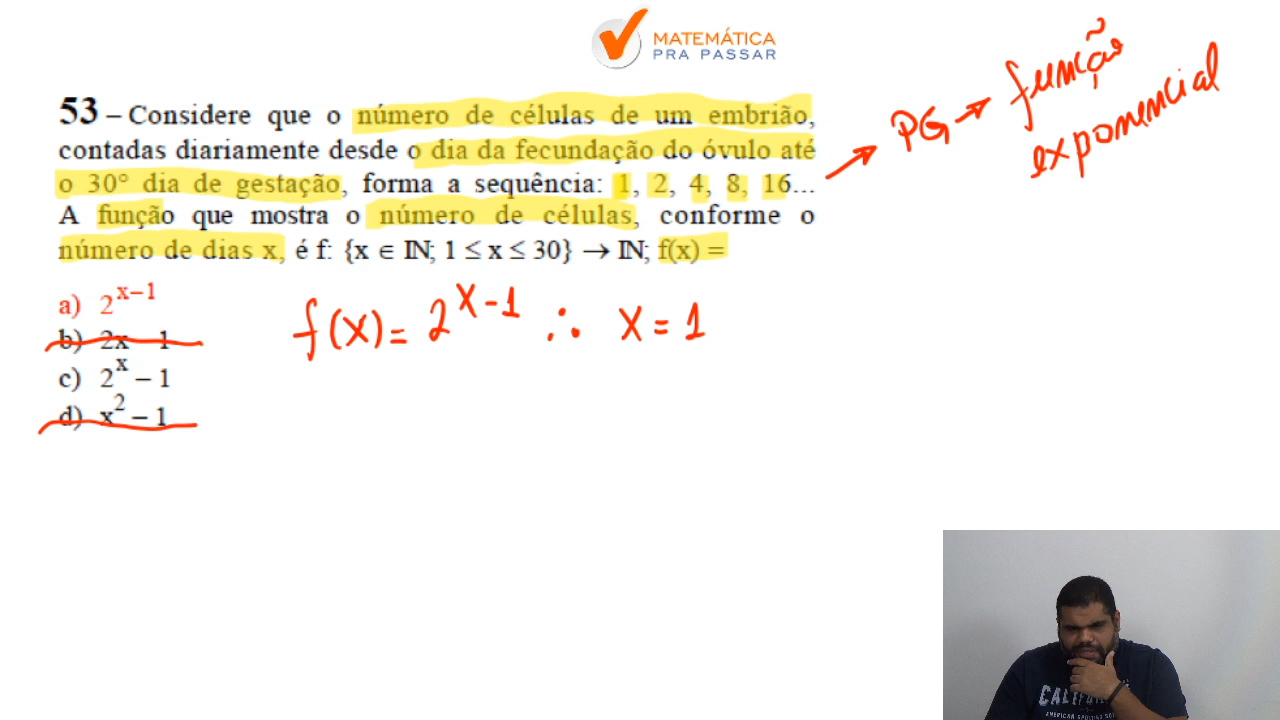 MATEMÁTICA
PRA PASSAR
53 – Considere que o número de células de um embrião,
contadas diariamente desde o dia da fecundação do óvulo até
o 30° dia de gestação, forma a sequência: 1, 2, 4, 8, 16...
A função que mostra o número de células, conforme o
número de dias x, é f: {x ∈ IN; 1 ≤ x ≤ 30} → IN; f(x) =
→ PG → função
exponencial
a) 2^{x–1}
b) 2x – 1
c) 2^x – 1
d) x² – 1
f(x) = 2^{x-1} ∴ x = 1
CALIFORNIA